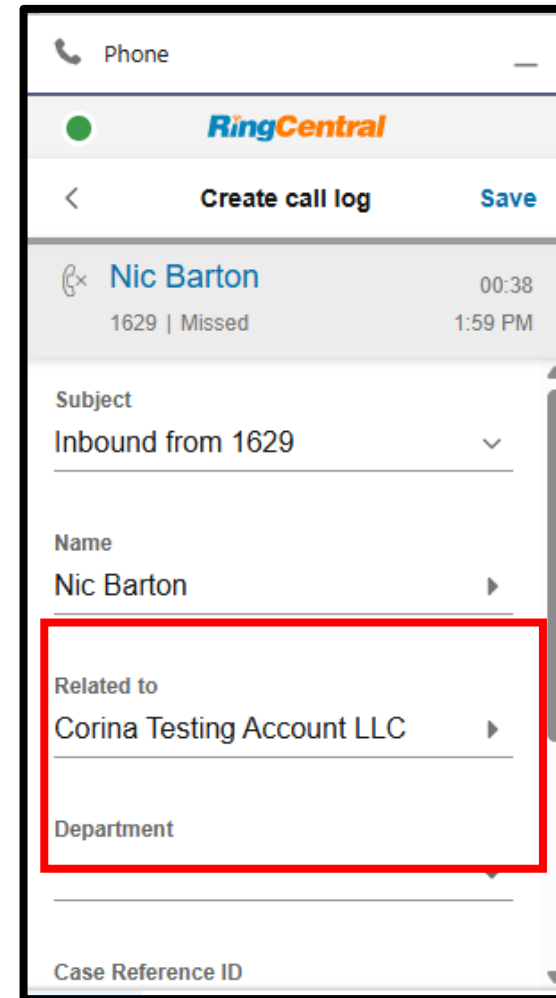 Phone
RingCentral
Create call log Save
Nic Barton 00:38
1629 | Missed 1:59 PM
Subject
Inbound from 1629
Name
Nic Barton
Related to
Corina Testing Account LLC
Department
Case Reference ID